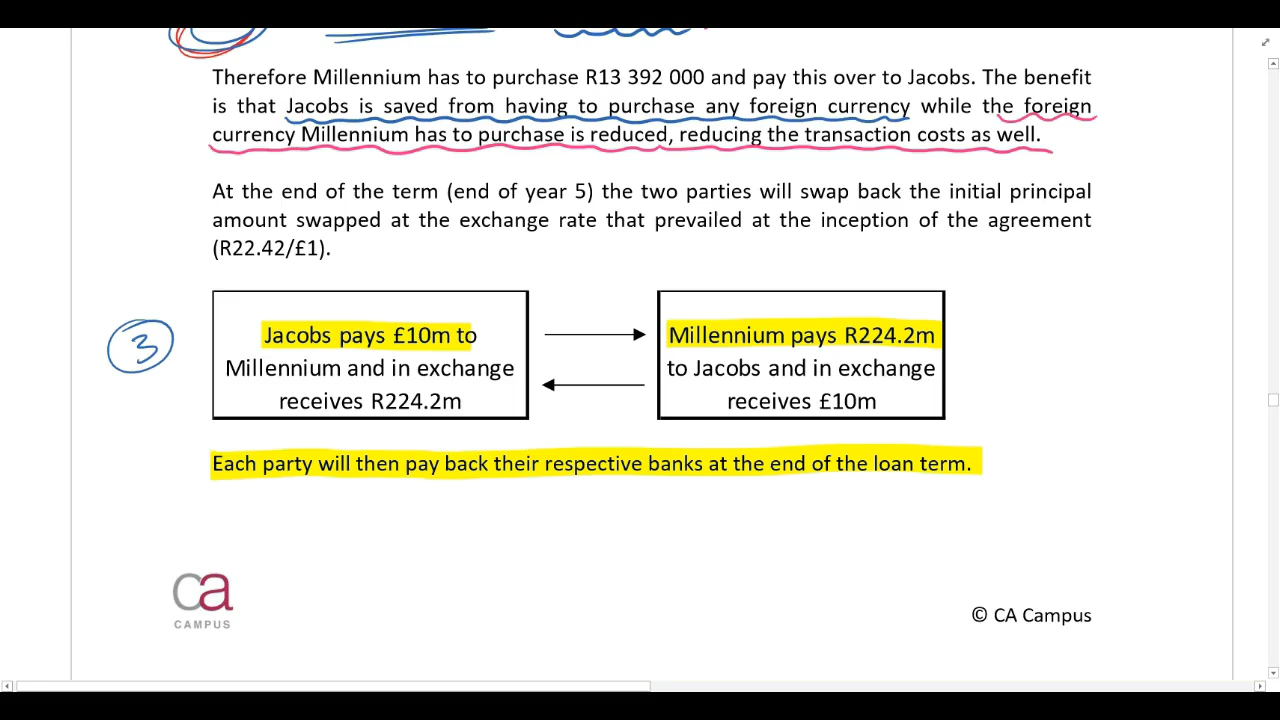 Therefore Millennium has to purchase R13 392 000 and pay this over to Jacobs. The benefit
is that Jacobs is saved from having to purchase any foreign currency while the foreign
currency Millennium has to purchase is reduced, reducing the transaction costs as well.
At the end of the term (end of year 5) the two parties will swap back the initial principal
amount swapped at the exchange rate that prevailed at the inception of the agreement
(R22.42/£1).
3
Jacobs pays £10m to
Millennium and in exchange
receives R224.2m
Millennium pays R224.2m
to Jacobs and in exchange
receives £10m
Each party will then pay back their respective banks at the end of the loan term.
ca
CAMPUS
© CA Campus